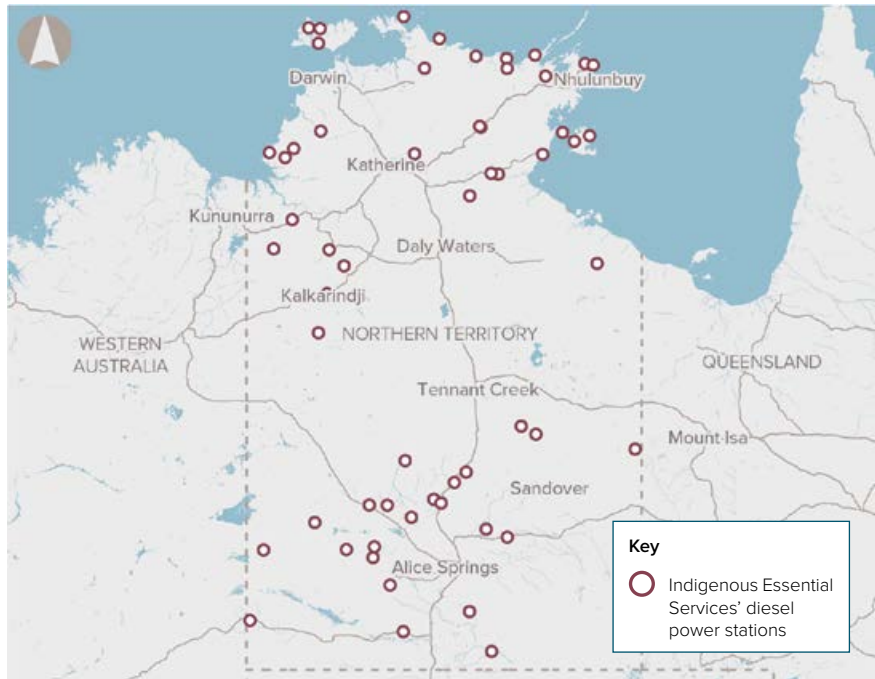 Darwin
Nhulunbuy
Katherine
Kununurra
Daly Waters
Kalkarindji
NORTHERN TERRITORY
WESTERN
AUSTRALIA
QUEENSLAND
Tennant Creek
Mount Isa
Sandover
Alice Springs
Key
Indigenous Essential
Services' diesel
power stations